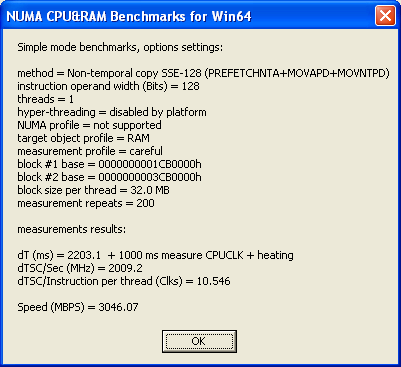 NUMA CPU&RAM Benchmarks for Win64
Simple mode benchmarks, options settings:
method = Non-temporal copy SSE-128 (PREFETCHNTA+MOVAPD+MOVNTPD)
instruction operand width (Bits) = 128
threads = 1
hyper-threading = disabled by platform
NUMA profile = not supported
target object profile = RAM
measurement profile = careful
block #1 base = 0000000001CB0000h
block #2 base = 0000000003CB0000h
block size per thread = 32.0 MB
measurement repeats = 200
measurements results:
dT (ms) = 2203.1  + 1000 ms measure CPUCLK + heating
dTSC/Sec (MHz) = 2009.2
dTSC/Instruction per thread (Clks) = 10.546
Speed (MBPS) = 3046.07
OK